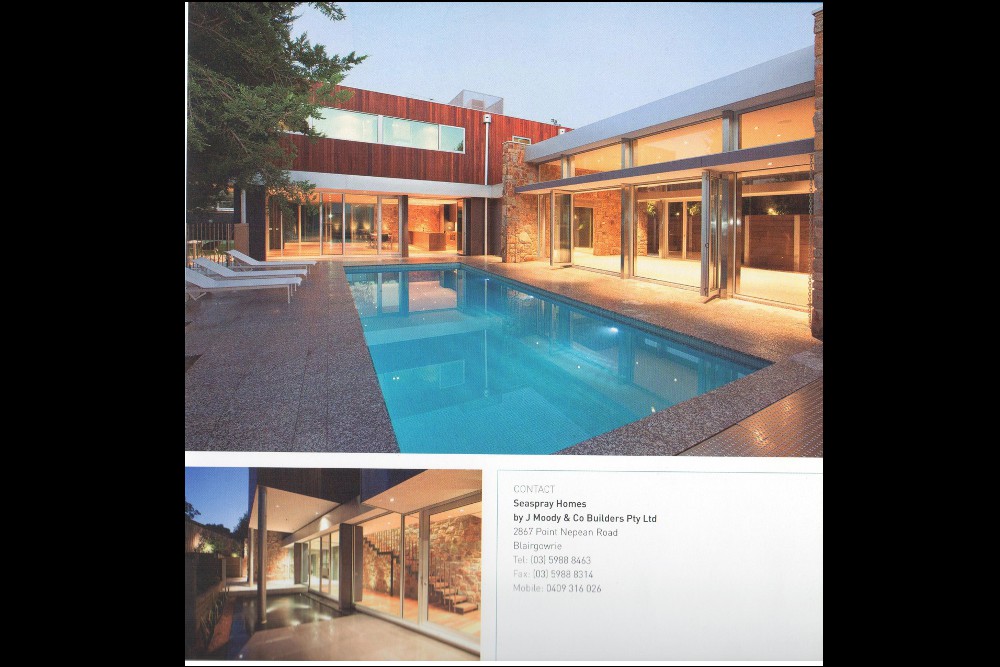 CONTACT
Seaspray Homes
by J Moody & Co Builders Pty Ltd
2867 Point Nepean Road
Blairgowrie
Tel: (03) 5988 8463
Fax: (03) 5988 8314
Mobile: 0409 316 026